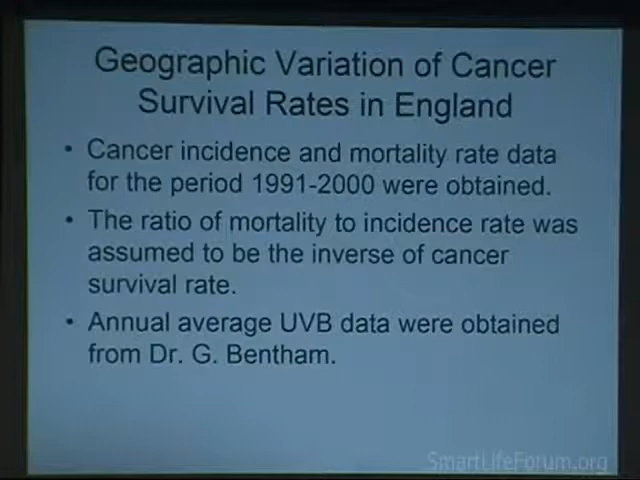 Geographic Variation of Cancer
Survival Rates in England
• Cancer incidence and mortality rate data
for the period 1991-2000 were obtained.
• The ratio of mortality to incidence rate was
assumed to be the inverse of cancer
survival rate.
• Annual average UVB data were obtained
from Dr. G. Bentham.
SmartLifeForum.org